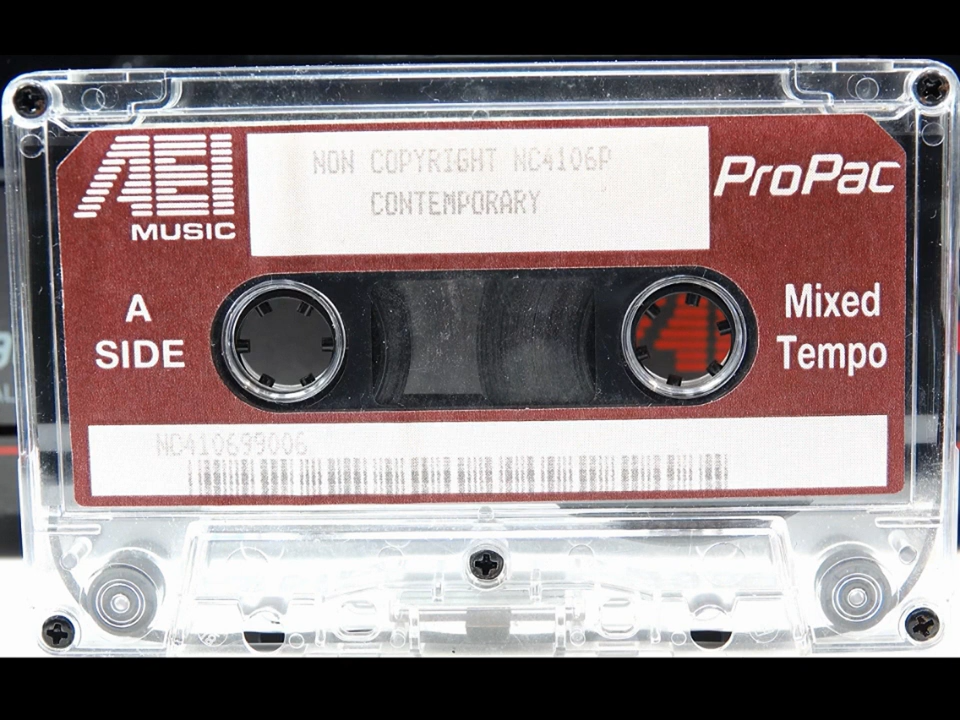 AEI
MUSIC
NON COPYRIGHT NC4106P
CONTEMPORARY
ProPac
A
SIDE
Mixed
Tempo
NC410699006